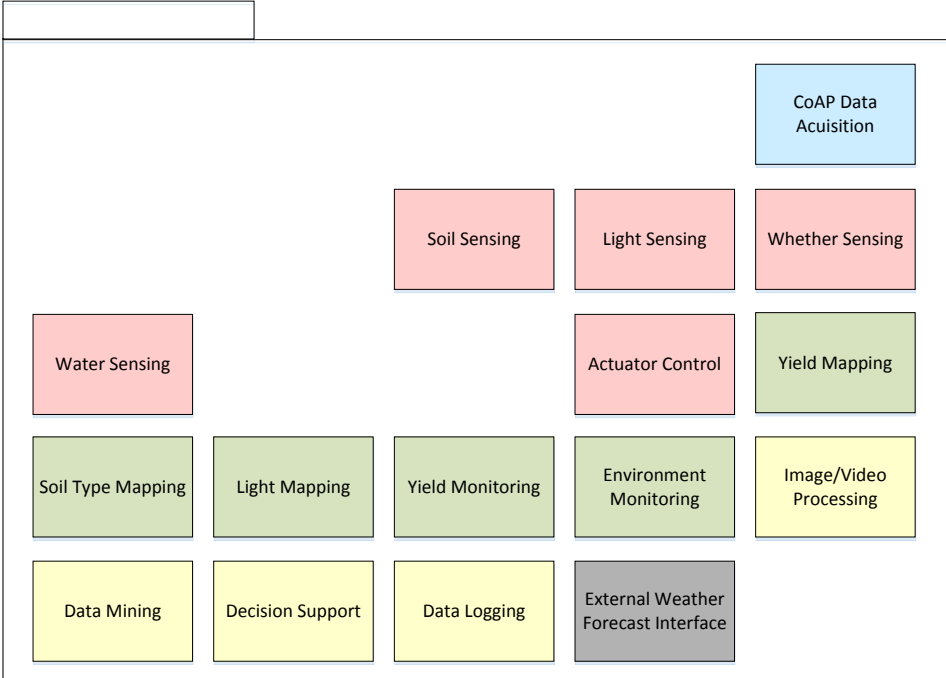 CoAP Data
Acuisition
Soil Sensing
Light Sensing
Whether Sensing
Water Sensing
Actuator Control
Yield Mapping
Soil Type Mapping
Light Mapping
Yield Monitoring
Environment
Monitoring
Image/Video
Processing
Data Mining
Decision Support
Data Logging
External Weather
Forecast Interface